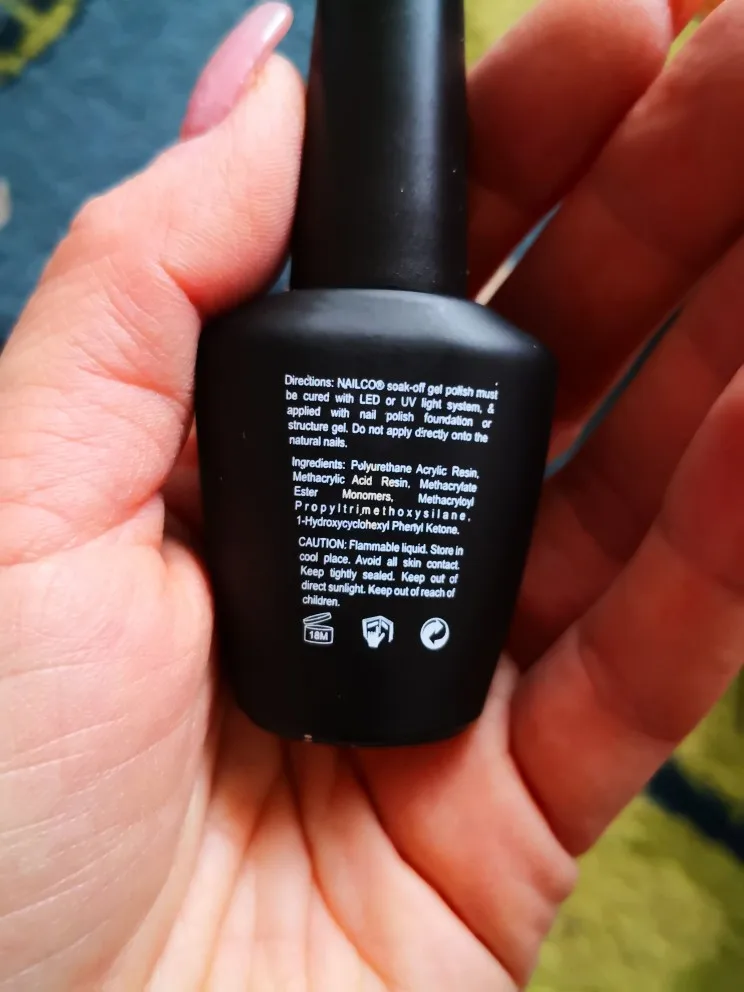 Directions: NAILCO® soak-off gel polish must
be cured with LED or UV light system, &
applied with nail polish foundation or
structure gel. Do not apply directly onto the
natural nails.
Ingredients: Polyurethane Acrylic Resin,
Methacrylic Acid Resin, Methacrylate
Ester Monomers, Methacryloyl
Propyltrimethoxysilane,
1-Hydroxycyclohexyl Phenyl Ketone.
CAUTION: Flammable liquid. Store in
cool place. Avoid all skin contact.
Keep tightly sealed. Keep out of
direct sunlight. Keep out of reach of
children.
18M